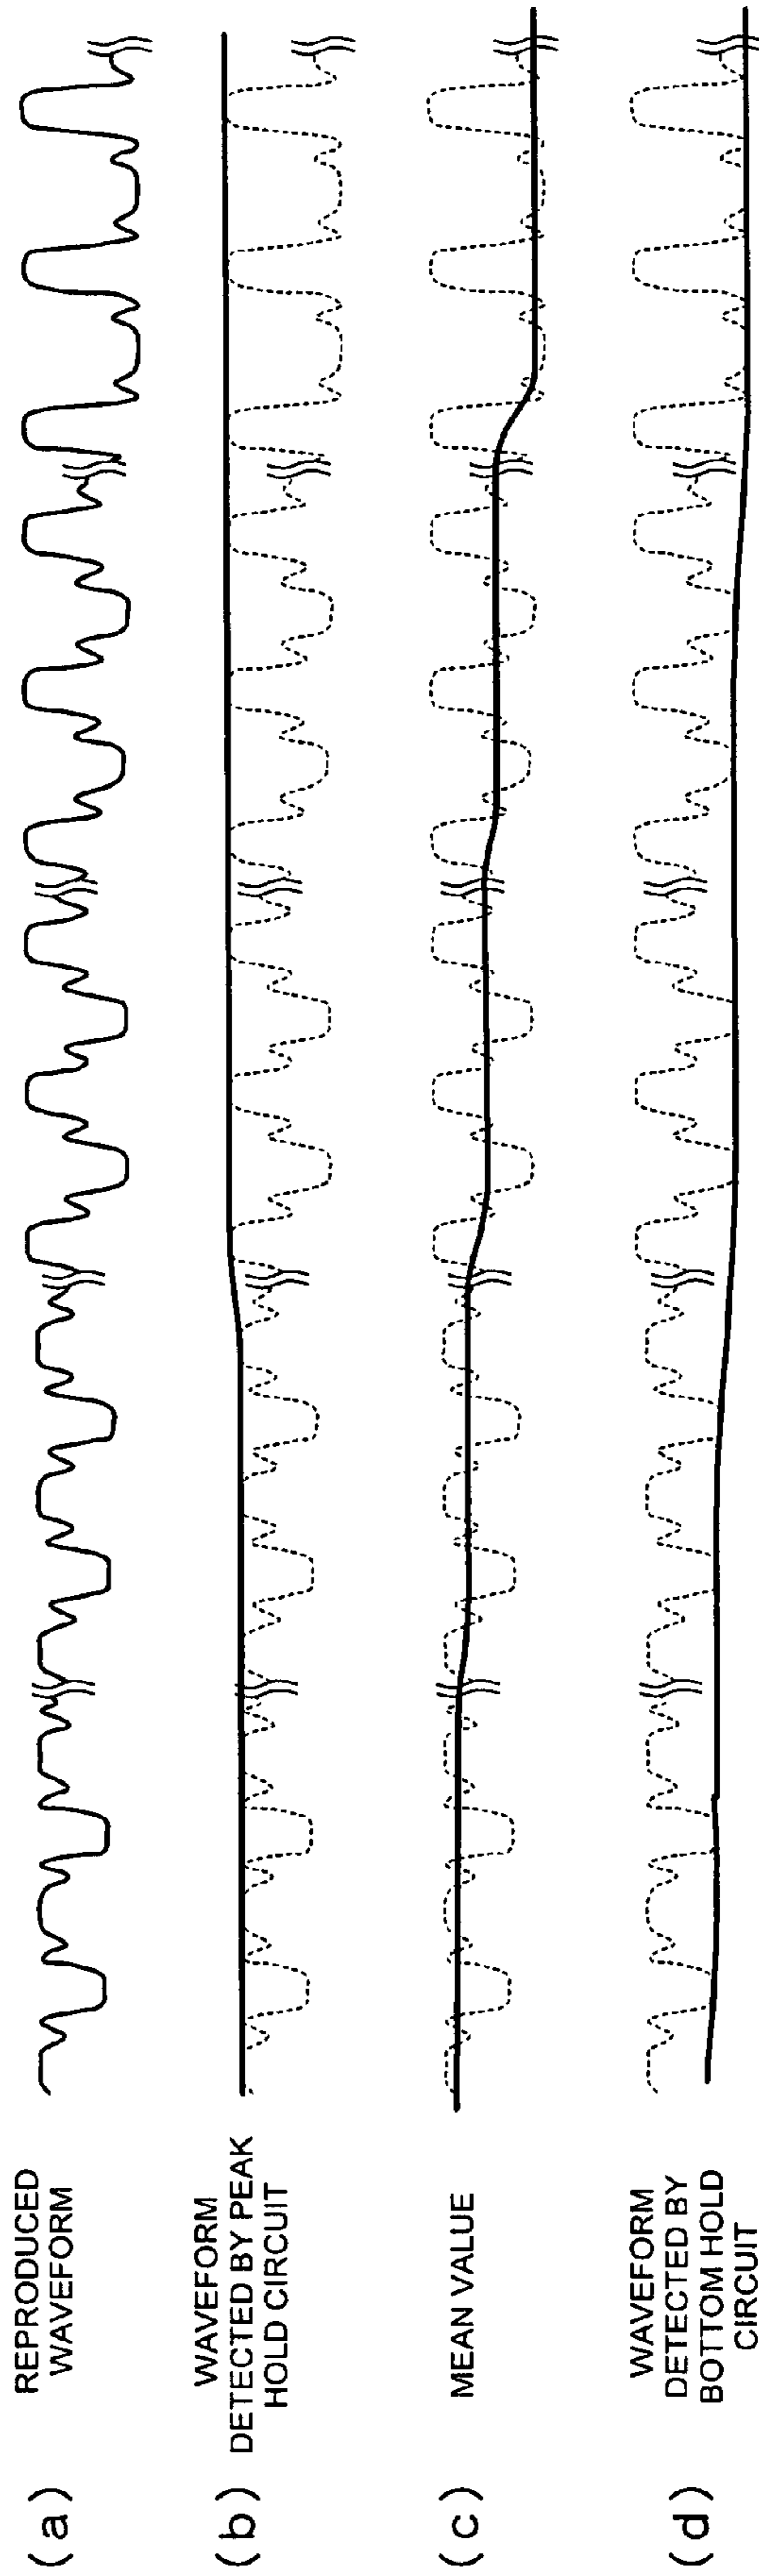 (a) REPRODUCED
WAVEFORM
(b) WAVEFORM
DETECTED BY PEAK
HOLD CIRCUIT
(c) MEAN VALUE
(d) WAVEFORM
DETECTED BY
BOTTOM HOLD
CIRCUIT